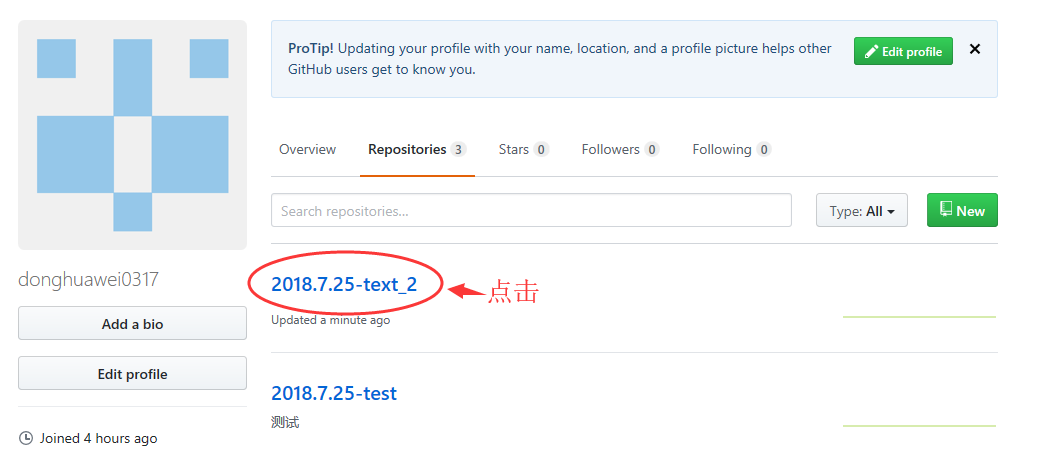 ProTip! Updating your profile with your name, location, and a profile picture helps other
GitHub users get to know you.
Edit profile
Overview
Repositories 3
Stars 0
Followers 0
Following 0
Search repositories...
Type: All
New
donghuawei0317
Add a bio
Edit profile
Joined 4 hours ago
2018.7.25-text_2
点击
Updated a minute ago
2018.7.25-test
测试